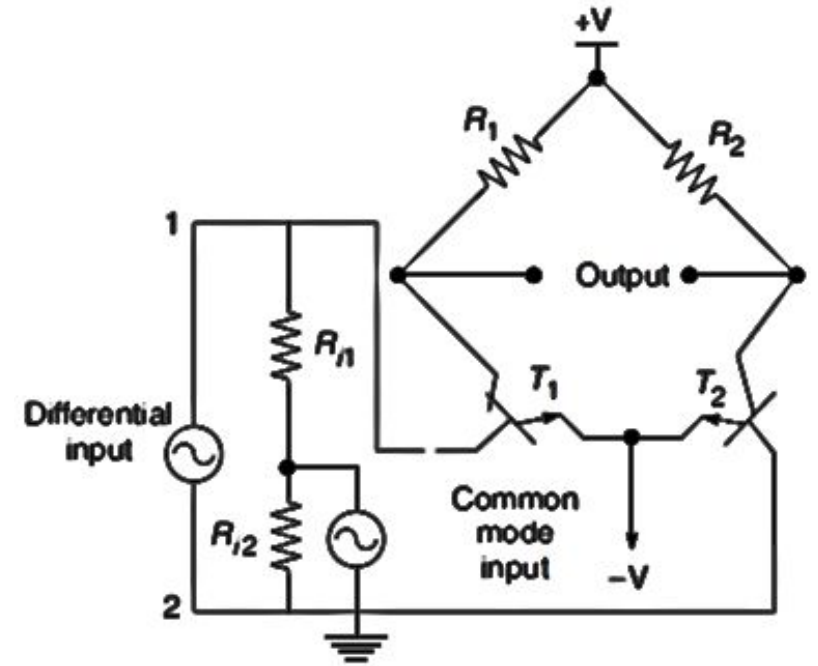 +V
R1
R2
1
Output
Ri1
T1
T2
Differential
input
Common
mode
input
Ri2
−V
2